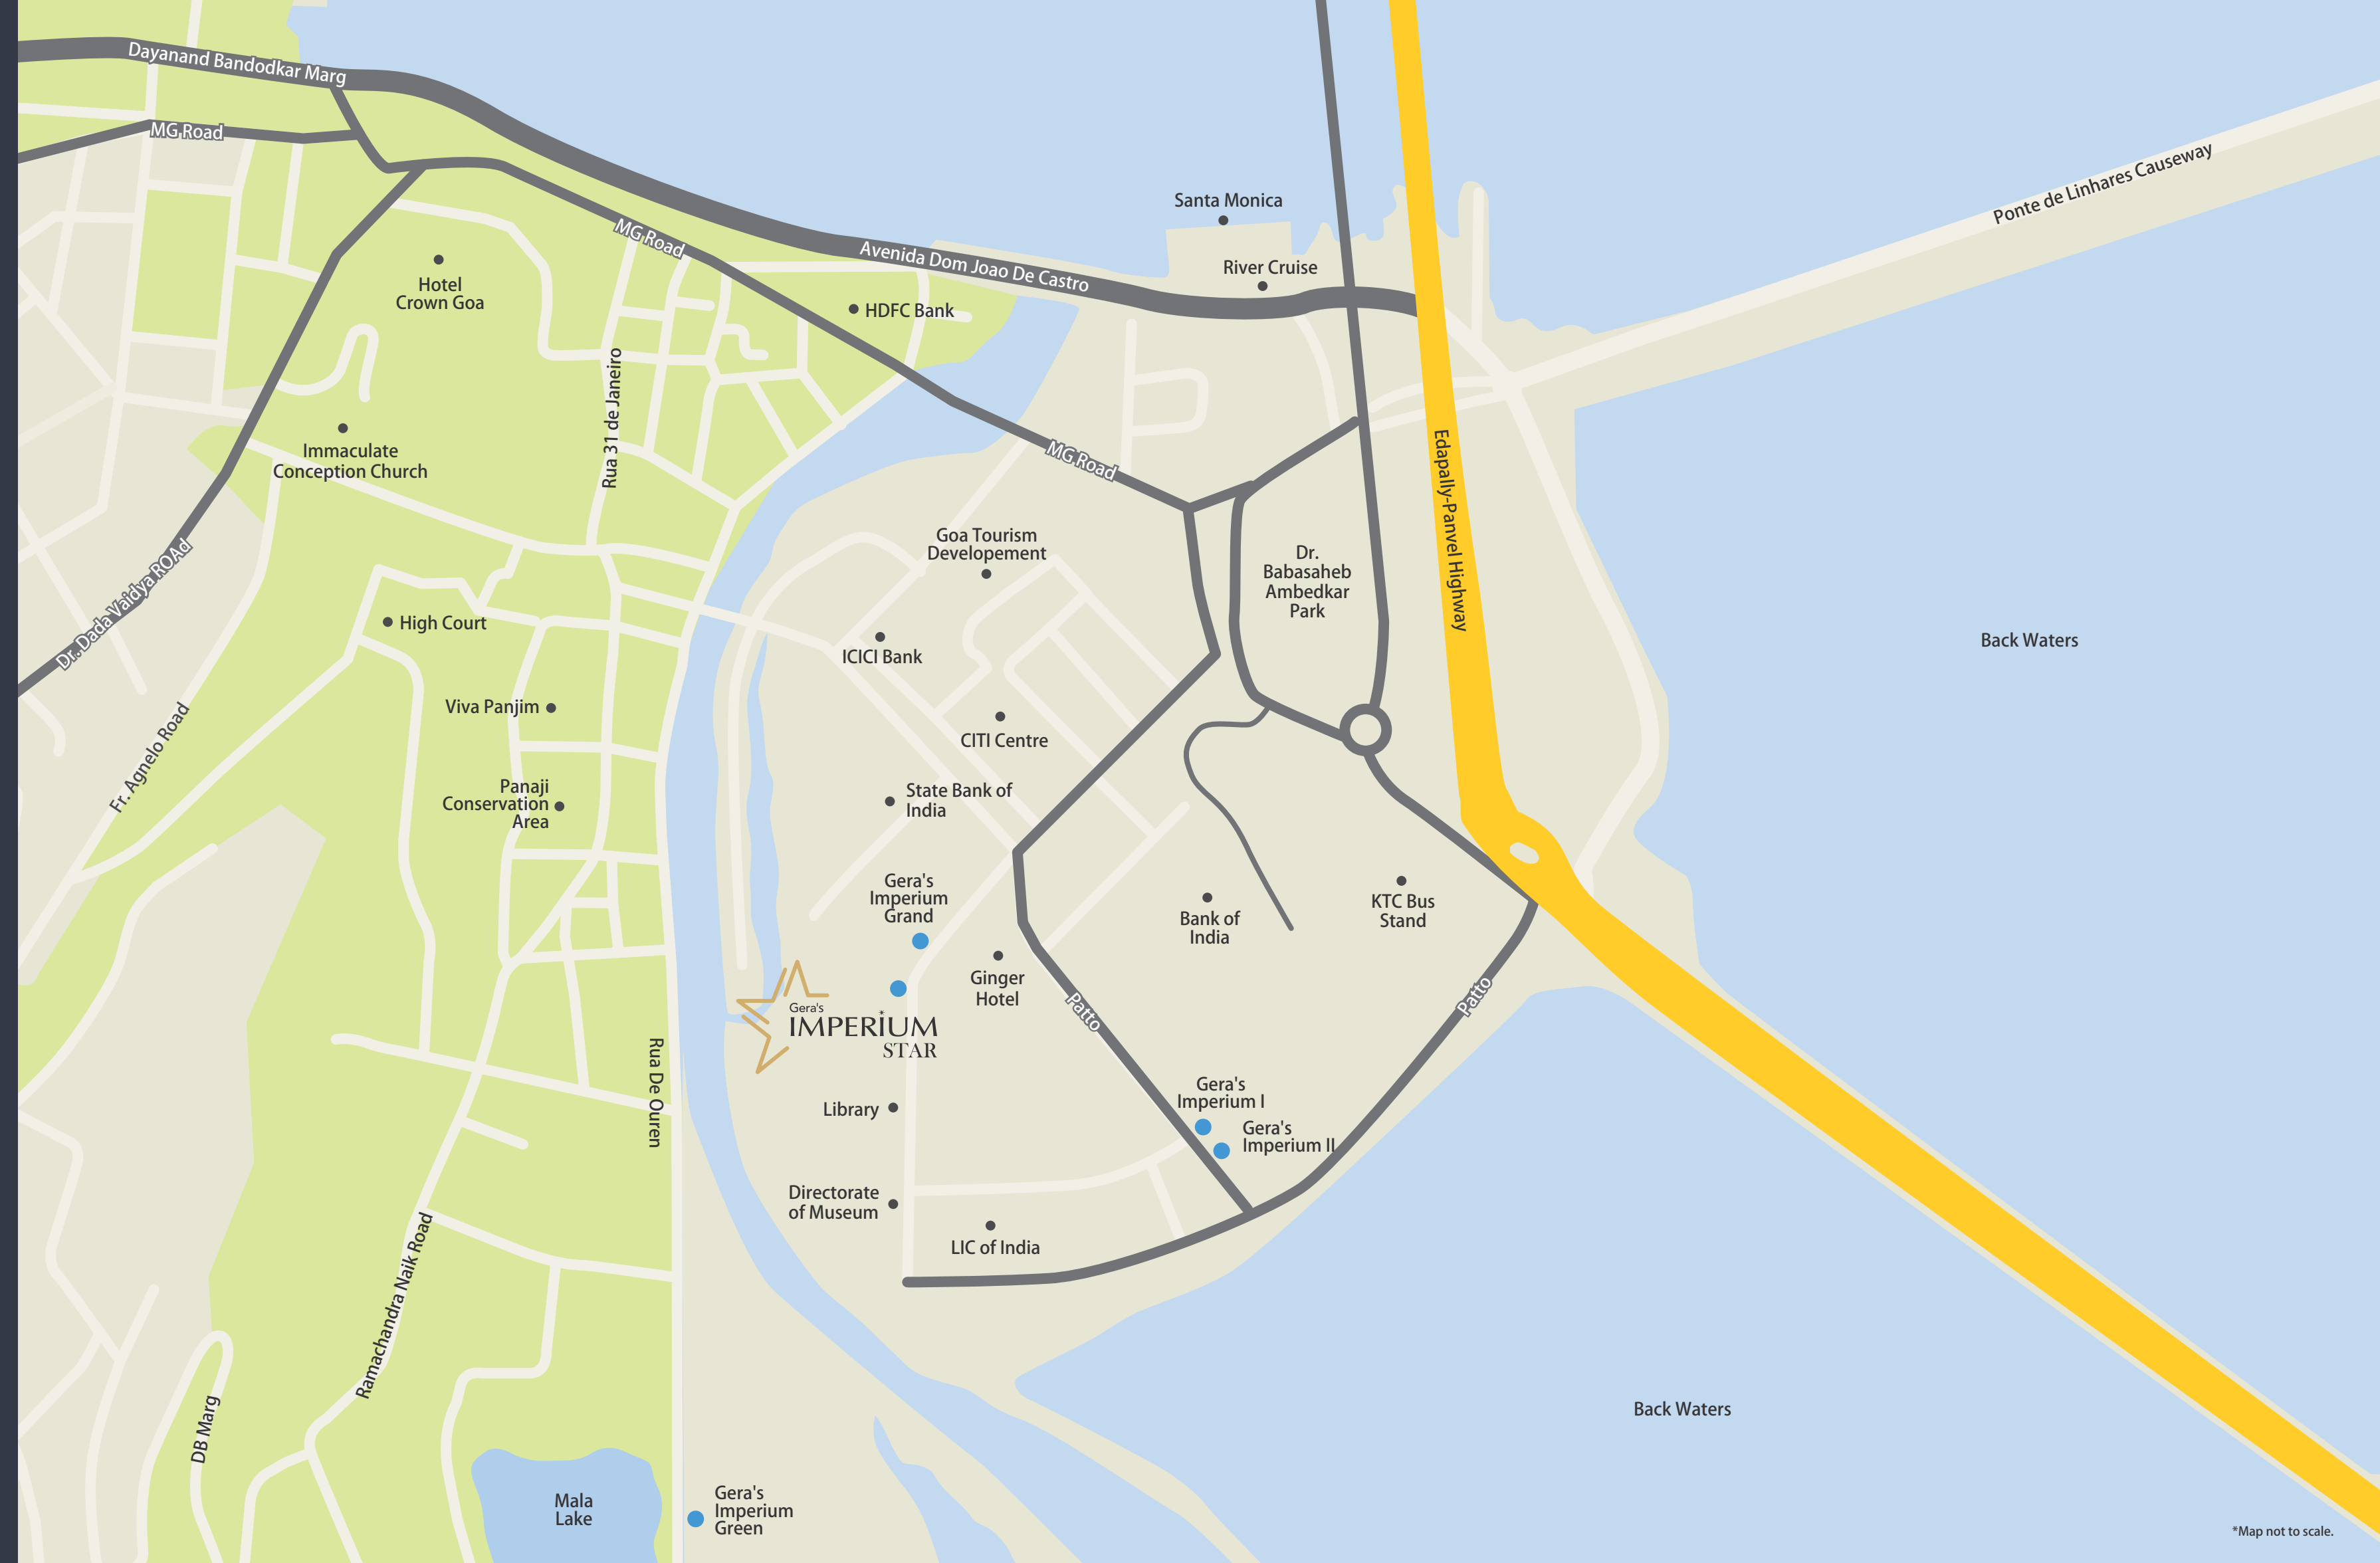 Dayanand Bandodkar Marg
MG Road
Santa Monica
Ponte de Linhares Causeway
MG Road
Avenida Dom Joao De Castro
River Cruise
Hotel
Crown Goa
HDFC Bank
Rua 31 de Janeiro
Immaculate
Conception Church
MG Road
Edapally-Panvel Highway
Goa Tourism
Developement
Dr.
Babasaheb
Ambedkar
Park
Dr. Dada Vaidya ROAd
High Court
ICICI Bank
Back Waters
Viva Panjim
CITI Centre
Fr. Agnelo Road
Panaji
Conservation
Area
State Bank of
India
Gera's
Imperium
Grand
Bank of
India
KTC Bus
Stand
Ginger
Hotel
Patto
Patto
Gera's
IMPERIUM
STAR
Rua De Ouren
Library
Gera's
Imperium I
Gera's
Imperium II
Directorate
of Museum
LIC of India
Ramachandra Naik Road
DB Marg
Back Waters
Mala
Lake
Gera's
Imperium
Green
*Map not to scale.